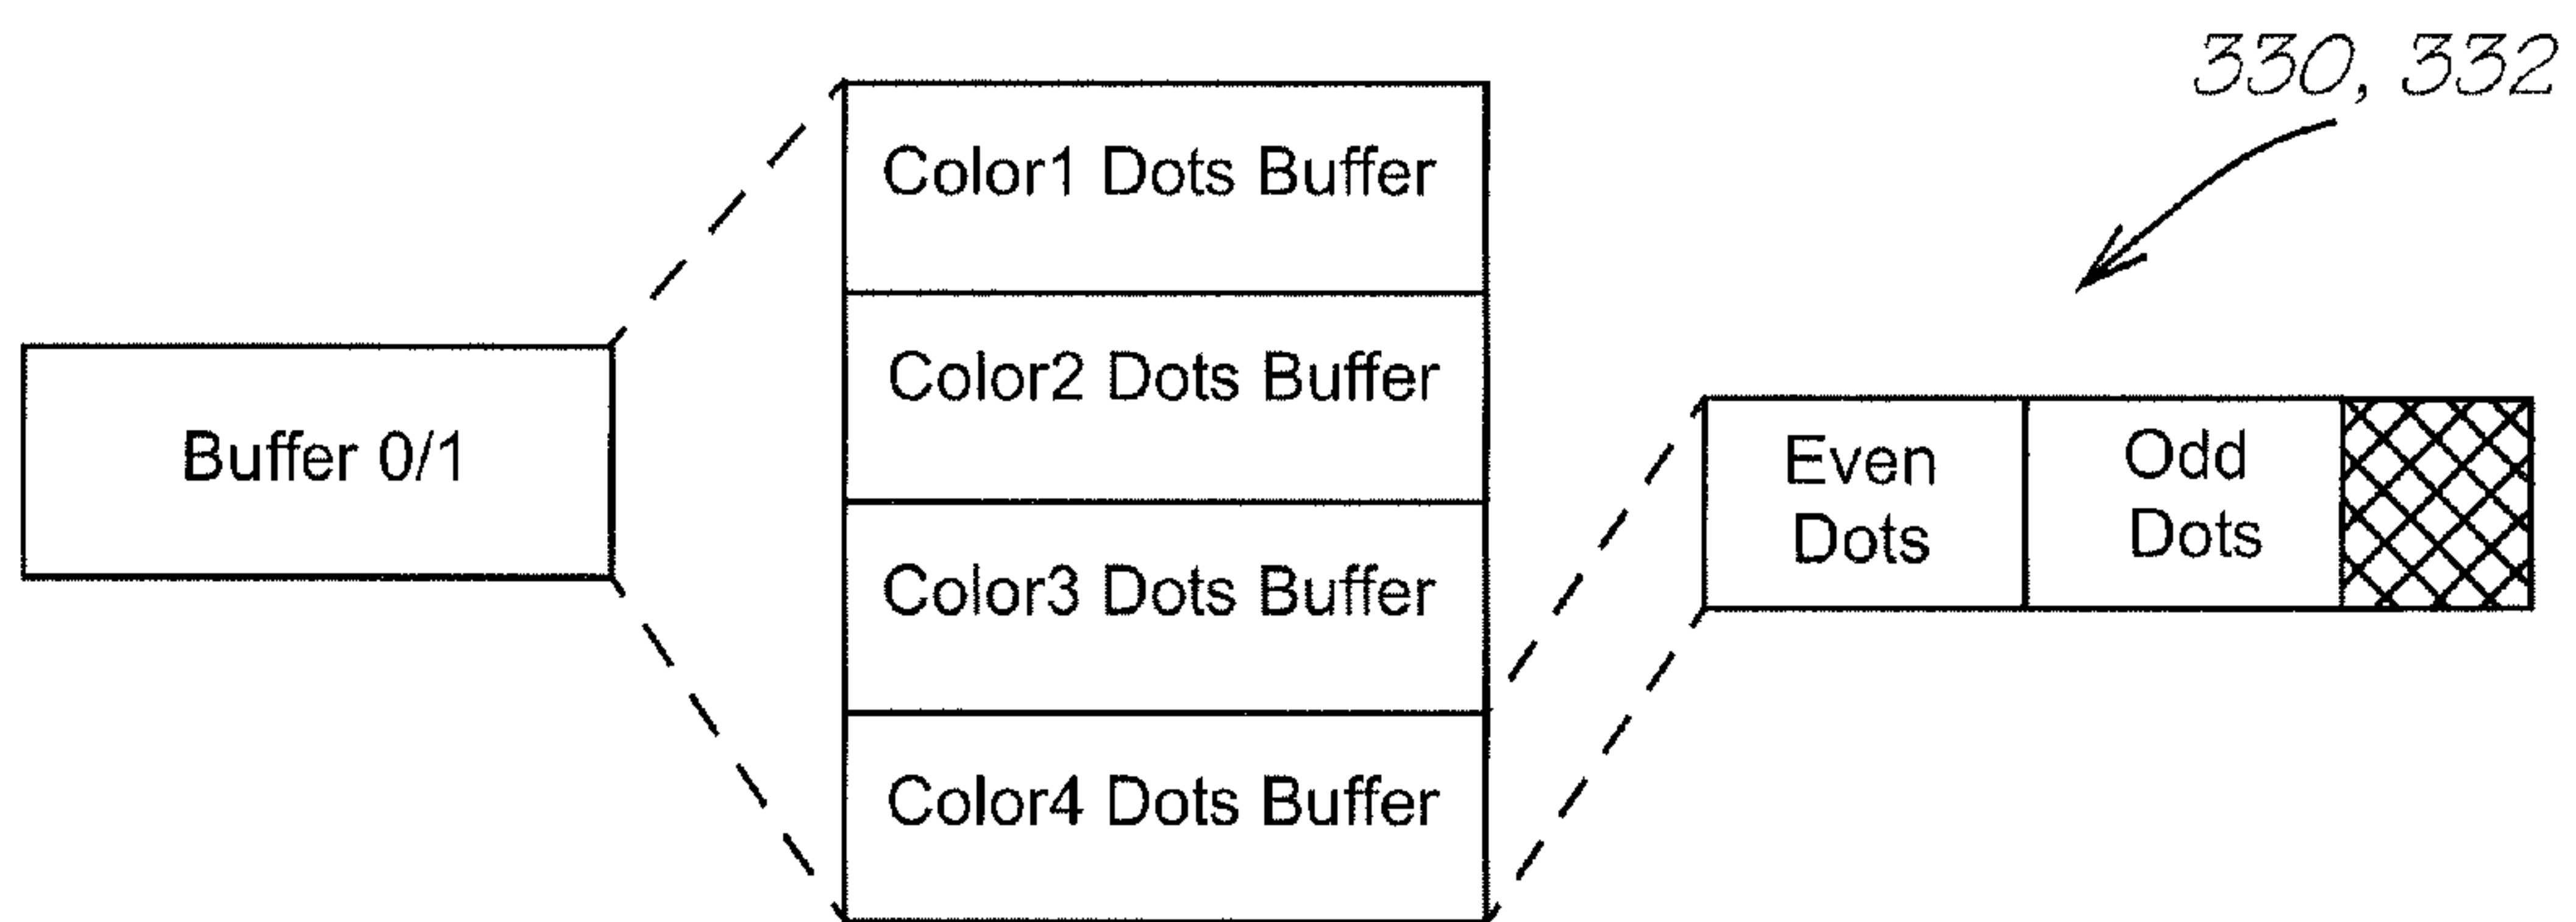 330, 332
Color1 Dots Buffer
Color2 Dots Buffer
Buffer 0/1
Color3 Dots Buffer
Color4 Dots Buffer
Even
Dots
Odd
Dots